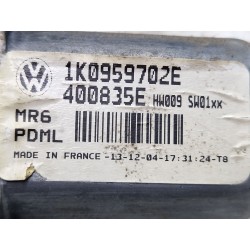 1K0959702E
400835E HW009 SW01xx
MR6
PDML
MADE IN FRANCE -13-12-04-17:31:24-T8